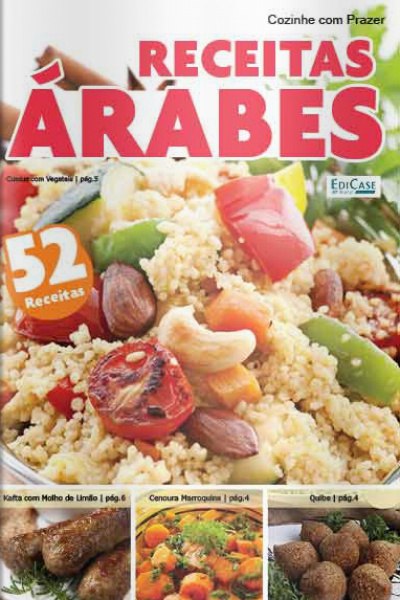 Cozinhe com Prazer
RECEITAS
ÁRABES
Cuscuz com Vegetais | pág.5
EDICASE
52
Receitas
Kafta com Molho de Limão | pág.6
Cenoura Marroquina | pág.4
Quibe | pág.4